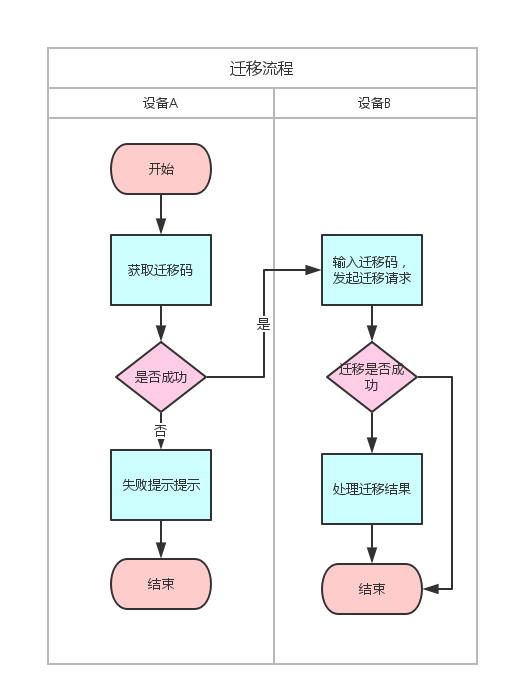 迁移流程
设备A
设备B
开始
获取迁移码
输入迁移码，
发起迁移请求
是
是否成功
迁移是否成
功
否
失败提示提示
处理迁移结果
结束
结束